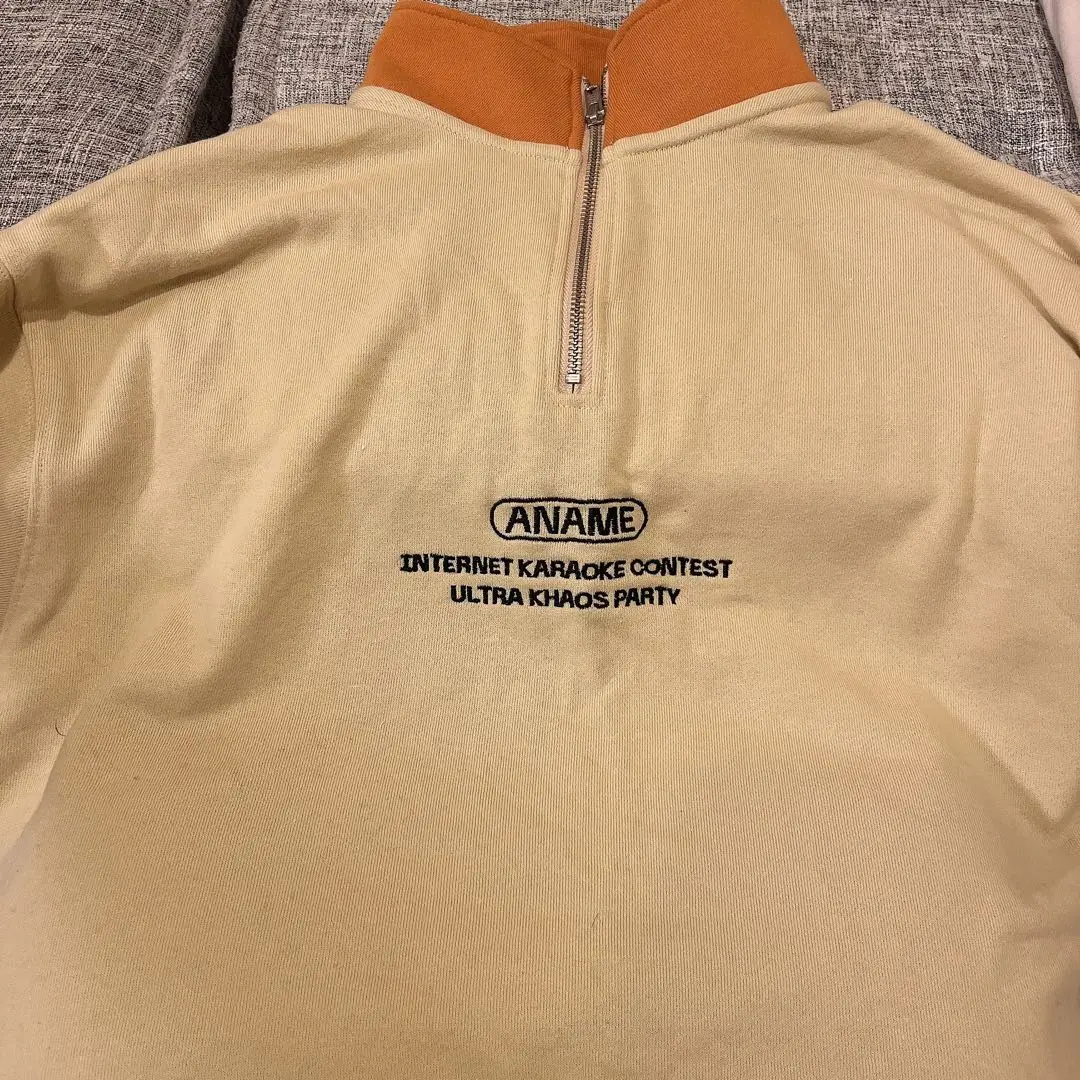 ANAME
INTERNET KARAOKE CONTEST
ULTRA KHAOS PARTY